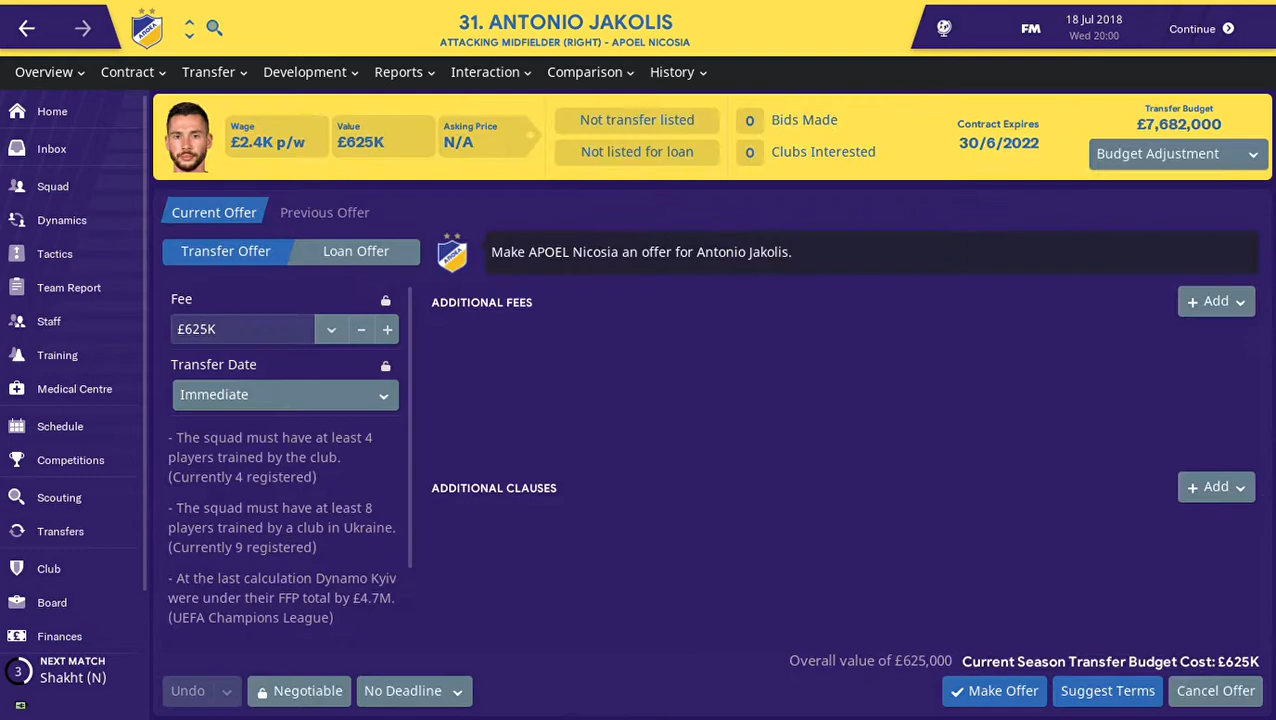 31. ANTONIO JAKOLIS
ATTACKING MIDFIELDER (RIGHT) - APOEL NICOSIA
FM
18 Jul 2018
Wed 20:00
Continue
Overview
Contract
Transfer
Development
Reports
Interaction
Comparison
History
Home
Inbox
Squad
Dynamics
Tactics
Team Report
Staff
Training
Medical Centre
Schedule
Competitions
Scouting
Transfers
Club
Board
Finances
3
NEXT MATCH
Shakht (N)
Wage
£2.4K p/w
Value
£625K
Asking Price
N/A
Not transfer listed
Not listed for loan
0 Bids Made
0 Clubs Interested
Contract Expires
30/6/2022
Transfer Budget
£7,682,000
Budget Adjustment
Current Offer
Previous Offer
Transfer Offer
Loan Offer
Make APOEL Nicosia an offer for Antonio Jakolis.
Fee
£625K
Transfer Date
Immediate
- The squad must have at least 4
players trained by the club.
(Currently 4 registered)
- The squad must have at least 8
players trained by a club in Ukraine.
(Currently 9 registered)
- At the last calculation Dynamo Kyiv
were under their FFP total by £4.7M.
(UEFA Champions League)
ADDITIONAL FEES
+ Add
ADDITIONAL CLAUSES
+ Add
Overall value of £625,000
Current Season Transfer Budget Cost: £625K
Undo
Negotiable
No Deadline
Make Offer
Suggest Terms
Cancel Offer